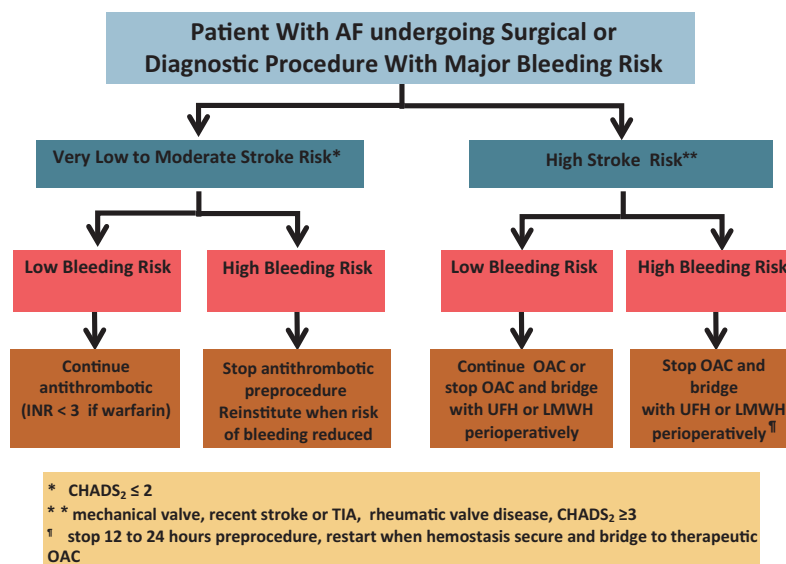 Patient With AF undergoing Surgical or
Diagnostic Procedure With Major Bleeding Risk
Very Low to Moderate Stroke Risk*
High Stroke Risk**
Low Bleeding Risk
High Bleeding Risk
Low Bleeding Risk
High Bleeding Risk
Continue
antithrombotic
(INR < 3 if warfarin)
Stop antithrombotic
preprocedure
Reinstitute when risk
of bleeding reduced
Continue OAC or
stop OAC and bridge
with UFH or LMWH
perioperatively
Stop OAC and
bridge
with UFH or LMWH
perioperatively¶
* CHADS₂ ≤ 2
* * mechanical valve, recent stroke or TIA, rheumatic valve disease, CHADS₂ ≥3
¶ stop 12 to 24 hours preprocedure, restart when hemostasis secure and bridge to therapeutic
OAC